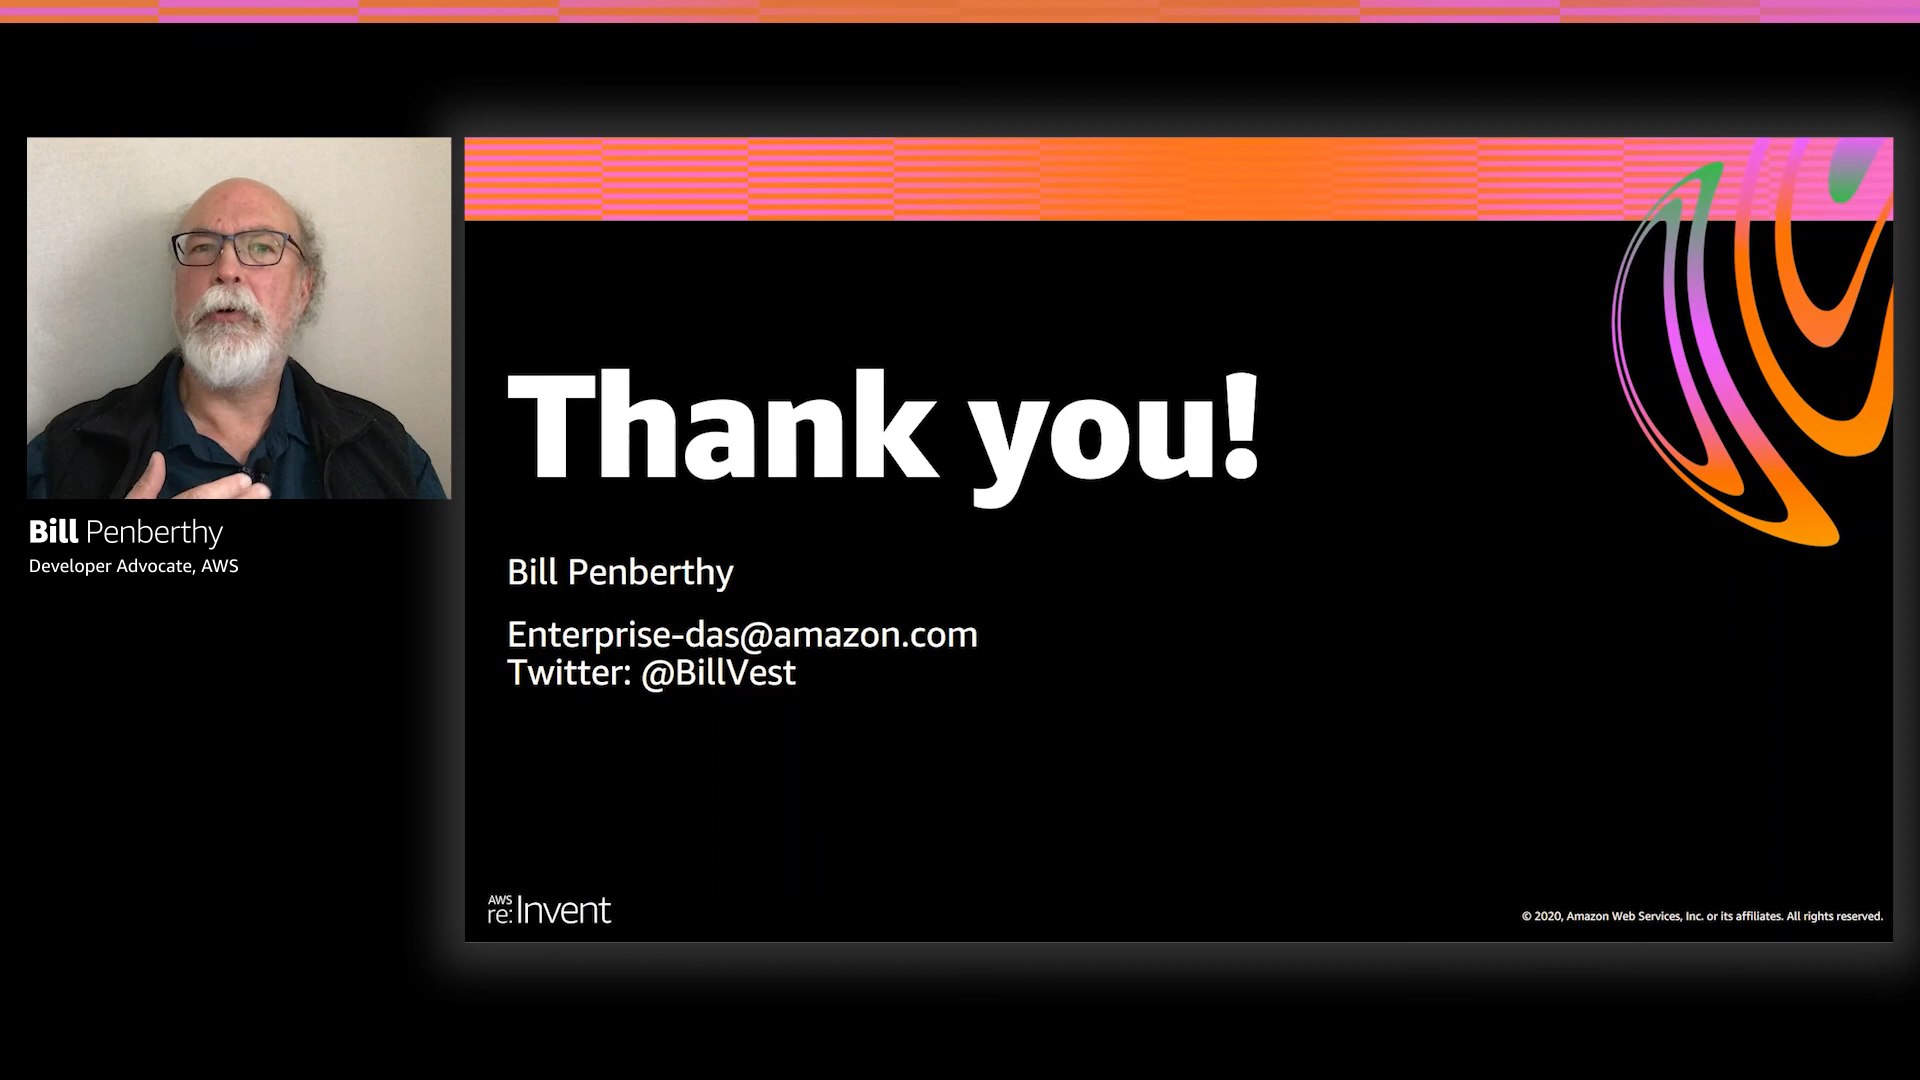 Bill Penberthy
Developer Advocate, AWS
Thank you!
Bill Penberthy
Enterprise-das@amazon.com
Twitter: @BillVest
AWS
re:Invent
© 2020, Amazon Web Services, Inc. or its affiliates. All rights reserved.